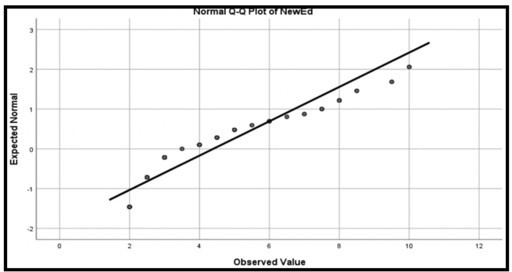 Normal Q-Q Plot of NewEd
3
2
1
0
-1
-2
Expected Normal
0 2 4 6 8 10 12
Observed Value